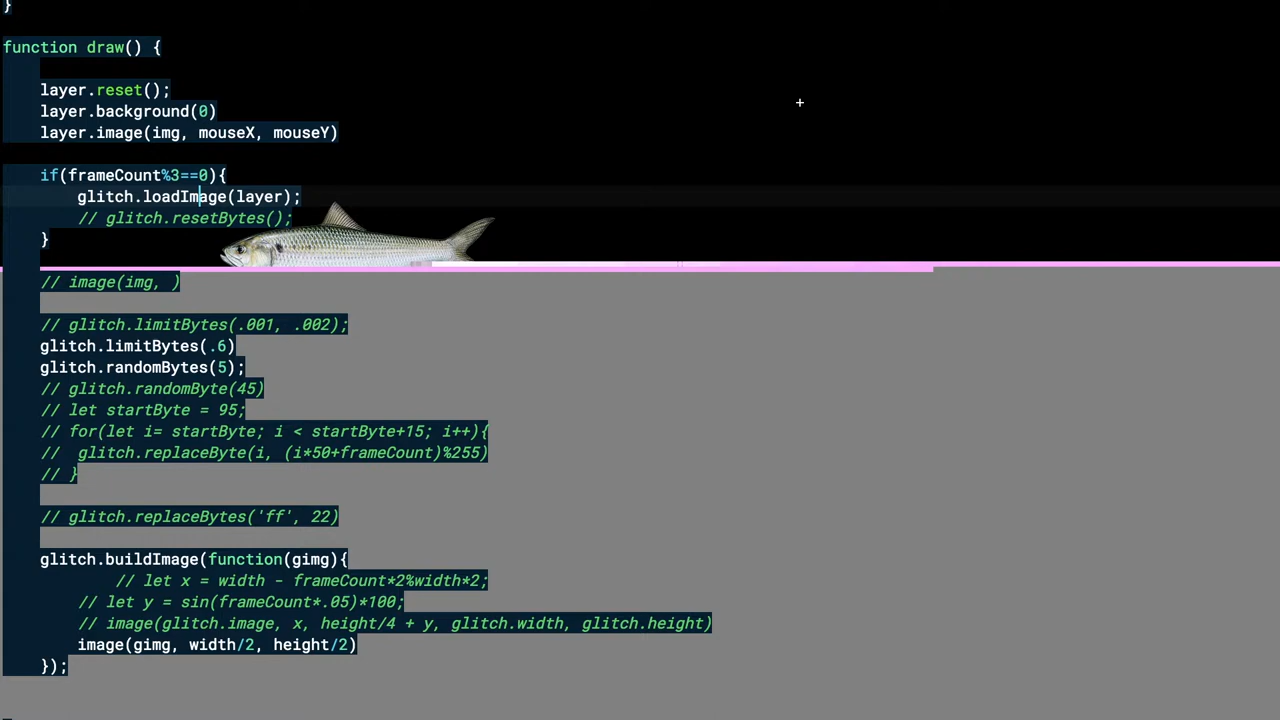 }
function draw() {
layer.reset();
layer.background(0)
layer.image(img, mouseX, mouseY)
if(frameCount%3==0){
glitch.loadImage(layer);
// glitch.resetBytes();
}
// image(img, )
// glitch.limitBytes(.001, .002);
glitch.limitBytes(.6)
glitch.randomBytes(5);
// glitch.randomByte(45)
// let startByte = 95;
// for(let i= startByte; i < startByte+15; i++){
//  glitch.replaceByte(i, (i*50+frameCount)%255)
// }
// glitch.replaceBytes('ff', 22)
glitch.buildImage(function(gimg){
// let x = width - frameCount*2%width*2;
// let y = sin(frameCount*.05)*100;
// image(glitch.image, x, height/4 + y, glitch.width, glitch.height)
image(gimg, width/2, height/2)
});